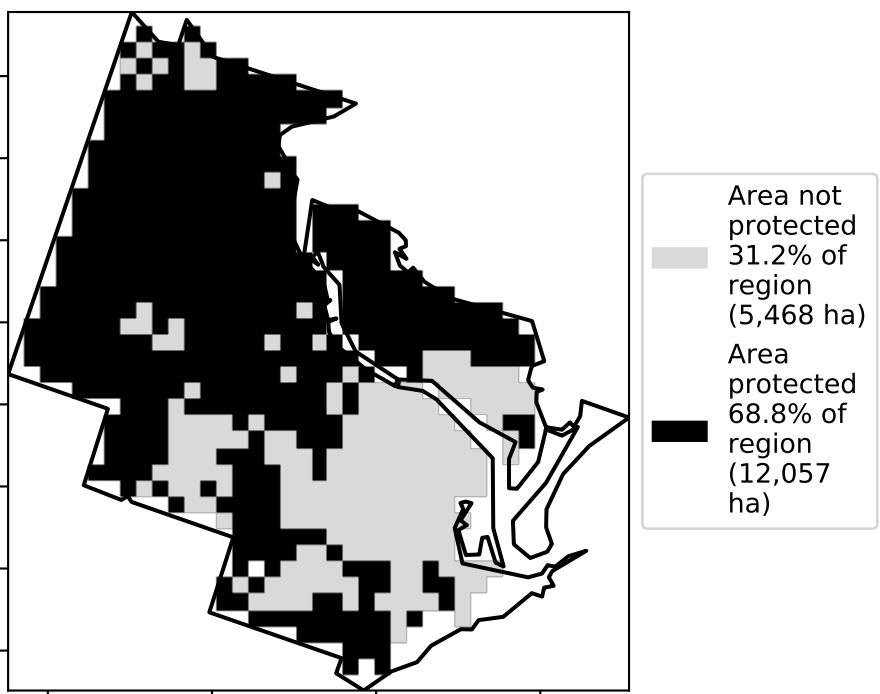 Area not
protected
31.2% of
region
(5,468 ha)
Area
protected
68.8% of
region
(12,057
ha)